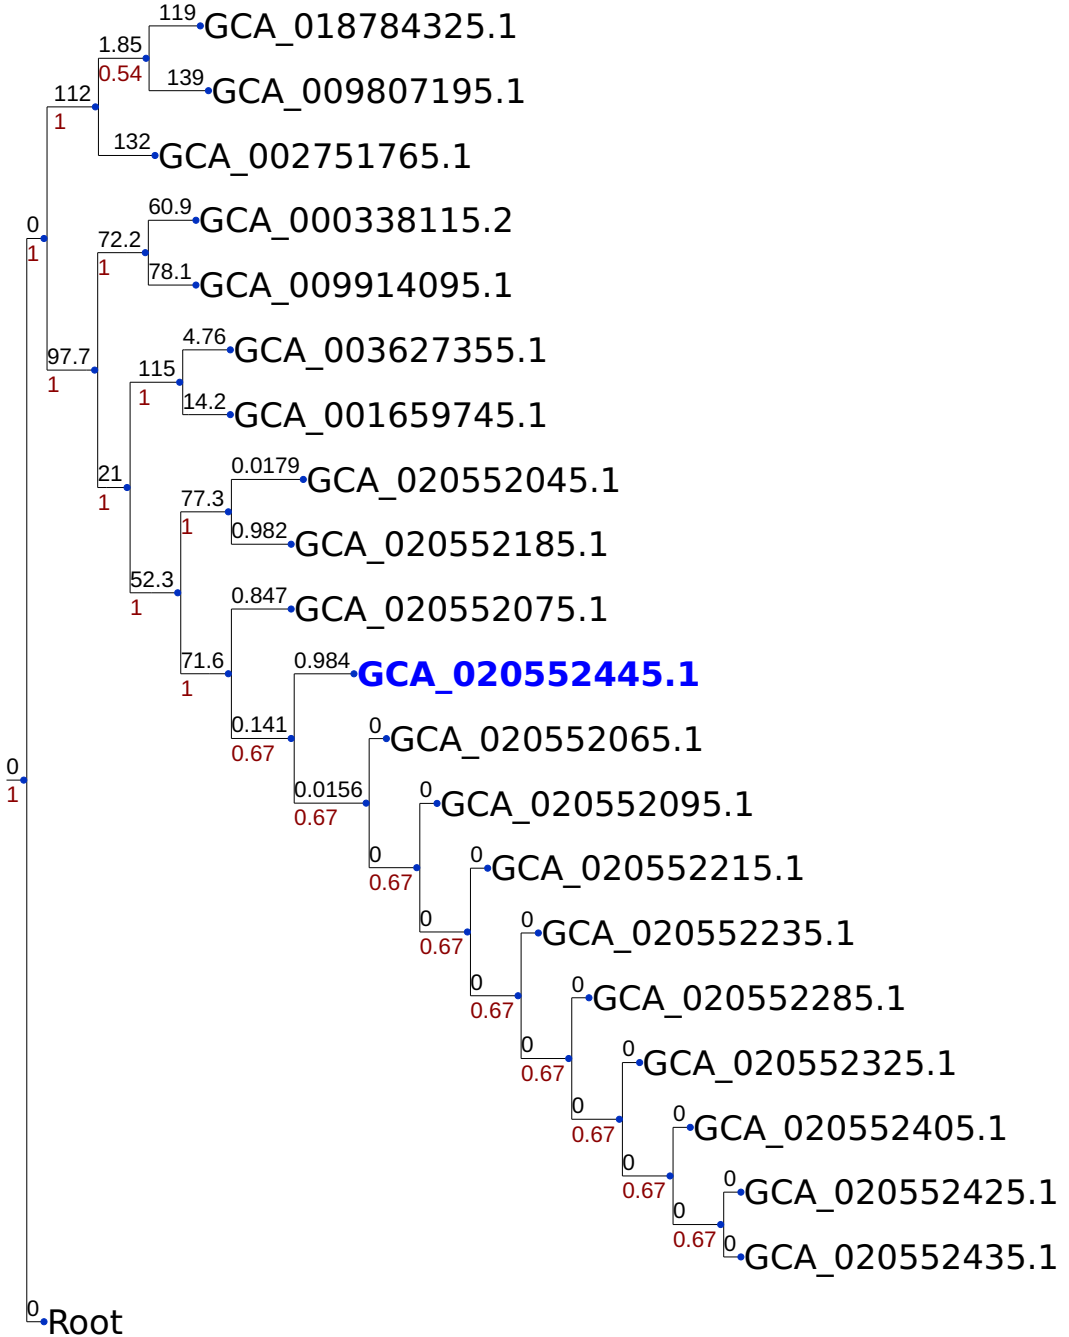 119
GCA_018784325.1
1.85
0.54
139
GCA_009807195.1
112
1
132
GCA_002751765.1
60.9
GCA_000338115.2
0
1
72.2
1
78.1
GCA_009914095.1
4.76
GCA_003627355.1
97.7
1
115
1
14.2
GCA_001659745.1
0.0179
GCA_020552045.1
21
1
77.3
1
0.982
GCA_020552185.1
52.3
1
0.847
GCA_020552075.1
71.6
1
0.984
GCA_020552445.1
0.141
0.67
0
GCA_020552065.1
0
1
0.0156
0.67
0
GCA_020552095.1
0
0.67
0
GCA_020552215.1
0
0.67
0
GCA_020552235.1
0
0.67
0
GCA_020552285.1
0
0.67
0
GCA_020552325.1
0
0.67
0
GCA_020552405.1
0
0.67
0
GCA_020552425.1
0
0.67
0
GCA_020552435.1
0
Root